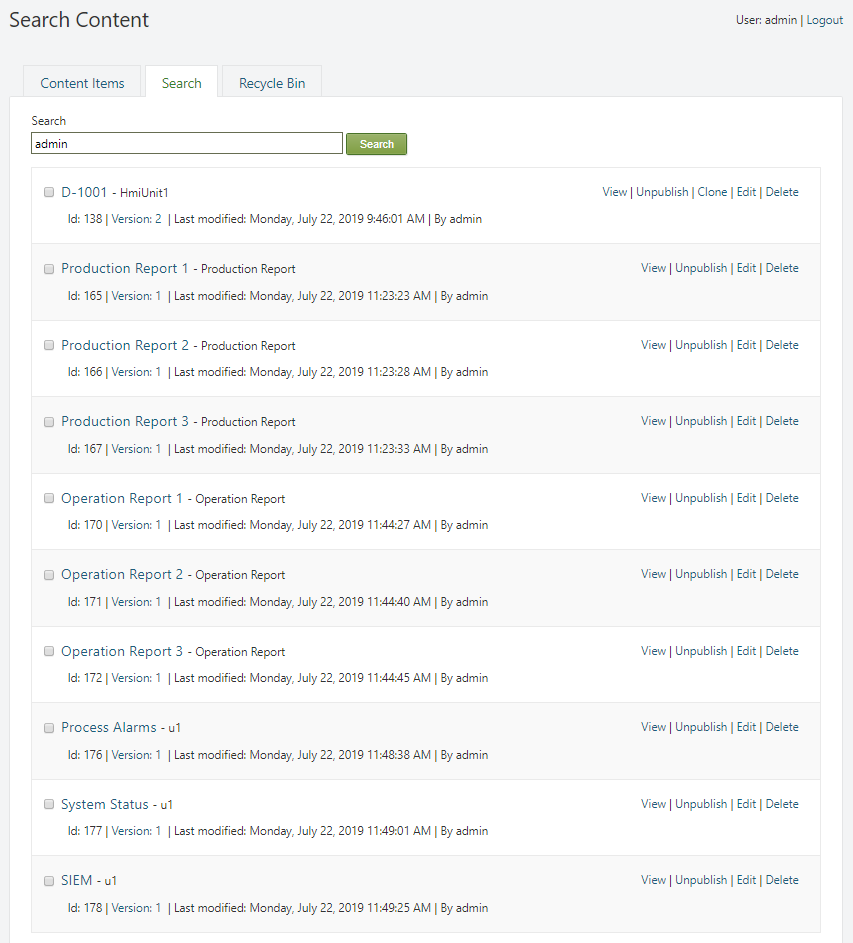 Search Content
User: admin | Logout
Content Items
Search
Recycle Bin
Search
admin
Search
D-1001 - HmiUnit1
View | Unpublish | Clone | Edit | Delete
Id: 138 | Version: 2 | Last modified: Monday, July 22, 2019 9:46:01 AM | By admin
Production Report 1 - Production Report
View | Unpublish | Edit | Delete
Id: 165 | Version: 1 | Last modified: Monday, July 22, 2019 11:23:23 AM | By admin
Production Report 2 - Production Report
View | Unpublish | Edit | Delete
Id: 166 | Version: 1 | Last modified: Monday, July 22, 2019 11:23:28 AM | By admin
Production Report 3 - Production Report
View | Unpublish | Edit | Delete
Id: 167 | Version: 1 | Last modified: Monday, July 22, 2019 11:23:33 AM | By admin
Operation Report 1 - Operation Report
View | Unpublish | Edit | Delete
Id: 170 | Version: 1 | Last modified: Monday, July 22, 2019 11:44:27 AM | By admin
Operation Report 2 - Operation Report
View | Unpublish | Edit | Delete
Id: 171 | Version: 1 | Last modified: Monday, July 22, 2019 11:44:40 AM | By admin
Operation Report 3 - Operation Report
View | Unpublish | Edit | Delete
Id: 172 | Version: 1 | Last modified: Monday, July 22, 2019 11:44:45 AM | By admin
Process Alarms - u1
View | Unpublish | Edit | Delete
Id: 176 | Version: 1 | Last modified: Monday, July 22, 2019 11:48:38 AM | By admin
System Status - u1
View | Unpublish | Edit | Delete
Id: 177 | Version: 1 | Last modified: Monday, July 22, 2019 11:49:01 AM | By admin
SIEM - u1
View | Unpublish | Edit | Delete
Id: 178 | Version: 1 | Last modified: Monday, July 22, 2019 11:49:25 AM | By admin